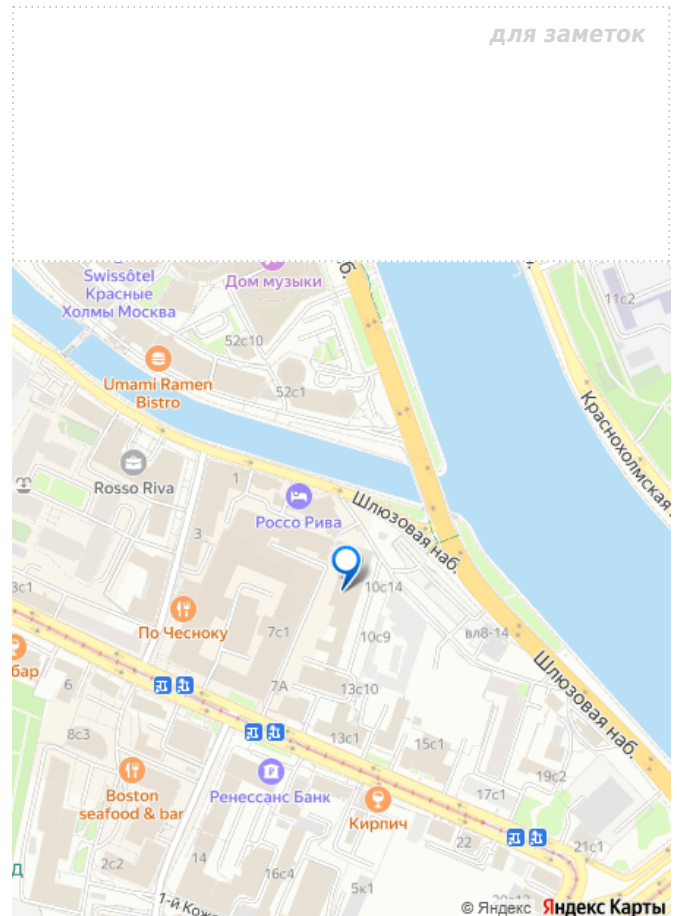 для заметок
Swissôtel
Красные
Холмы Москва
Дом музыки
б.
11с2
52с10
Umami Ramen
Bistro
52с1
Краснохолмская
Rosso Riva
1
Россо Рива
Шлюзовая наб.
3
3с1
10с14
По Чесноку
7с1
10с9
вл8-14
бар
6
7А
13с10
Шлюзовая наб.
8с3
13с1
15с1
Boston
seafood & bar
Ренессанс Банк
19с2
17с1
Кирпич
22
21с1
Д
2с2
14
16с4
5к1
1-й Кож
© Яндекс Яндекс Карты